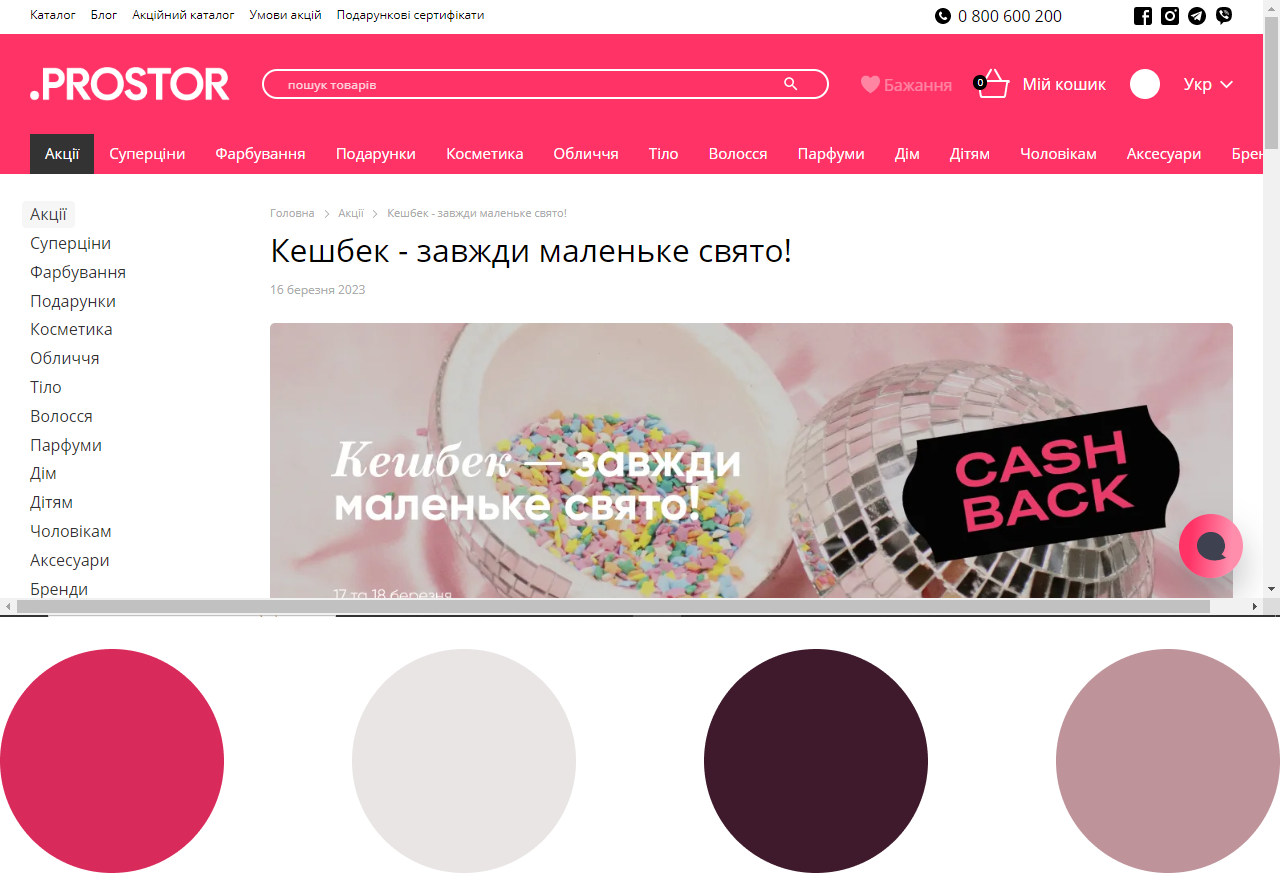 Каталог Блог Акційний каталог Умови акцій Подарункові сертифікати 0 800 600 200
.PROSTOR пошук товарів Бажання 0 Мій кошик Укр
Акції Суперціни Фарбування Подарунки Косметика Обличчя Тіло Волосся Парфуми Дім Дітям Чоловікам Аксесуари Брен
Головна Акції Кешбек - завжди маленьке свято!
Кешбек - завжди маленьке свято!
16 березня 2023
Акції
Суперціни
Фарбування
Подарунки
Косметика
Обличчя
Тіло
Волосся
Парфуми
Дім
Дітям
Чоловікам
Аксесуари
Бренди
Кешбек — завжди
маленьке свято!
17 та 18 березня
CASH
BACK